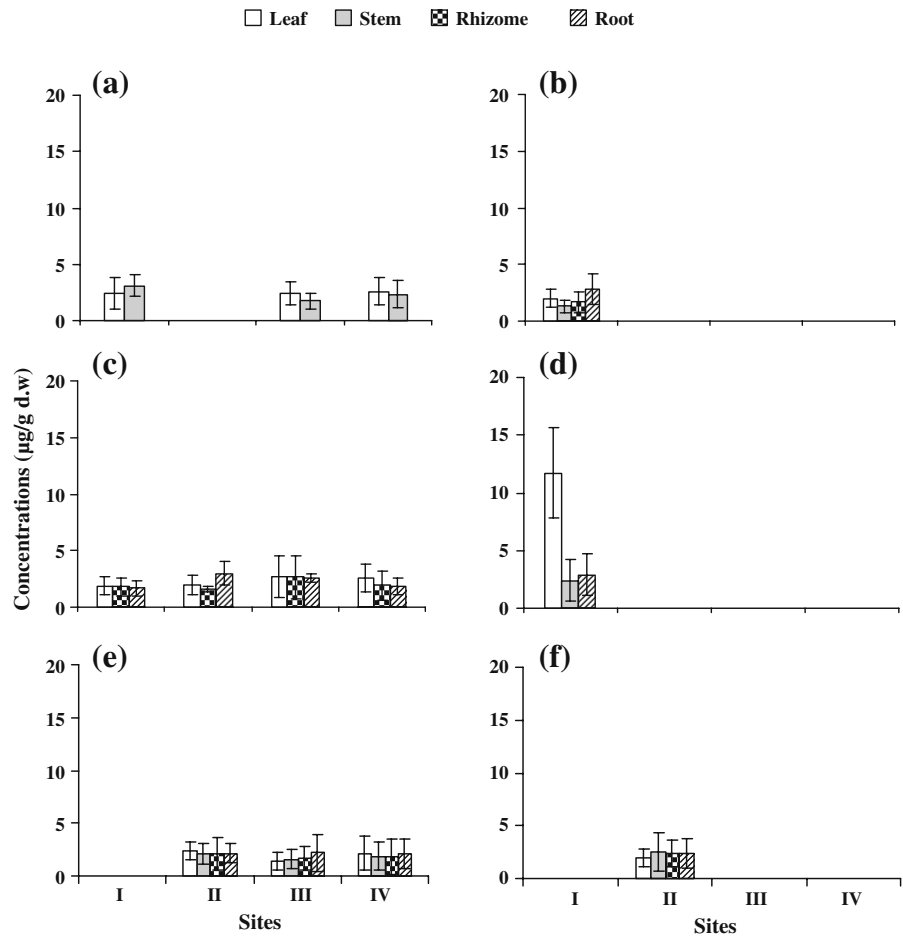 Leaf Stem Rhizome Root
(a) (b)
20 20
15 15
10 10
5 5
0 0
(c) (d)
20 20
15 15
10 10
5 5
0 0
Concentrations (µg/g d.w)
(e) (f)
20 20
15 15
10 10
5 5
0 0
I II III IV I II III IV
Sites Sites